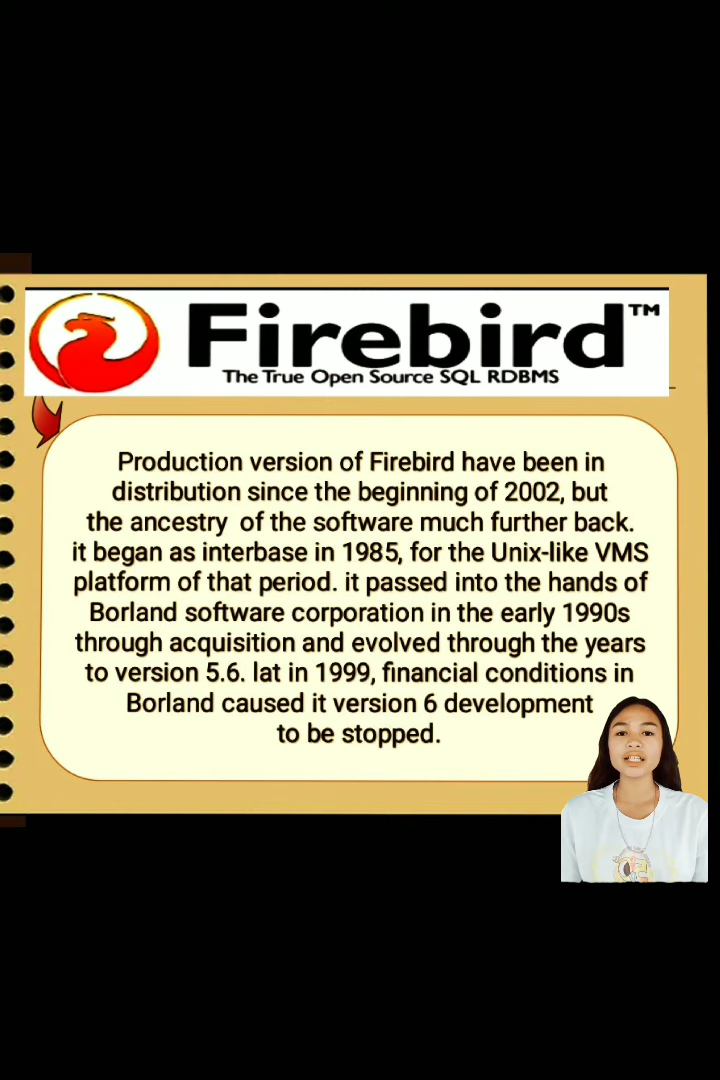 Firebird™
The True Open Source SQL RDBMS
Production version of Firebird have been in
distribution since the beginning of 2002, but
the ancestry of the software much further back.
it began as interbase in 1985, for the Unix-like VMS
platform of that period. it passed into the hands of
Borland software corporation in the early 1990s
through acquisition and evolved through the years
to version 5.6. lat in 1999, financial conditions in
Borland caused it version 6 development
to be stopped.